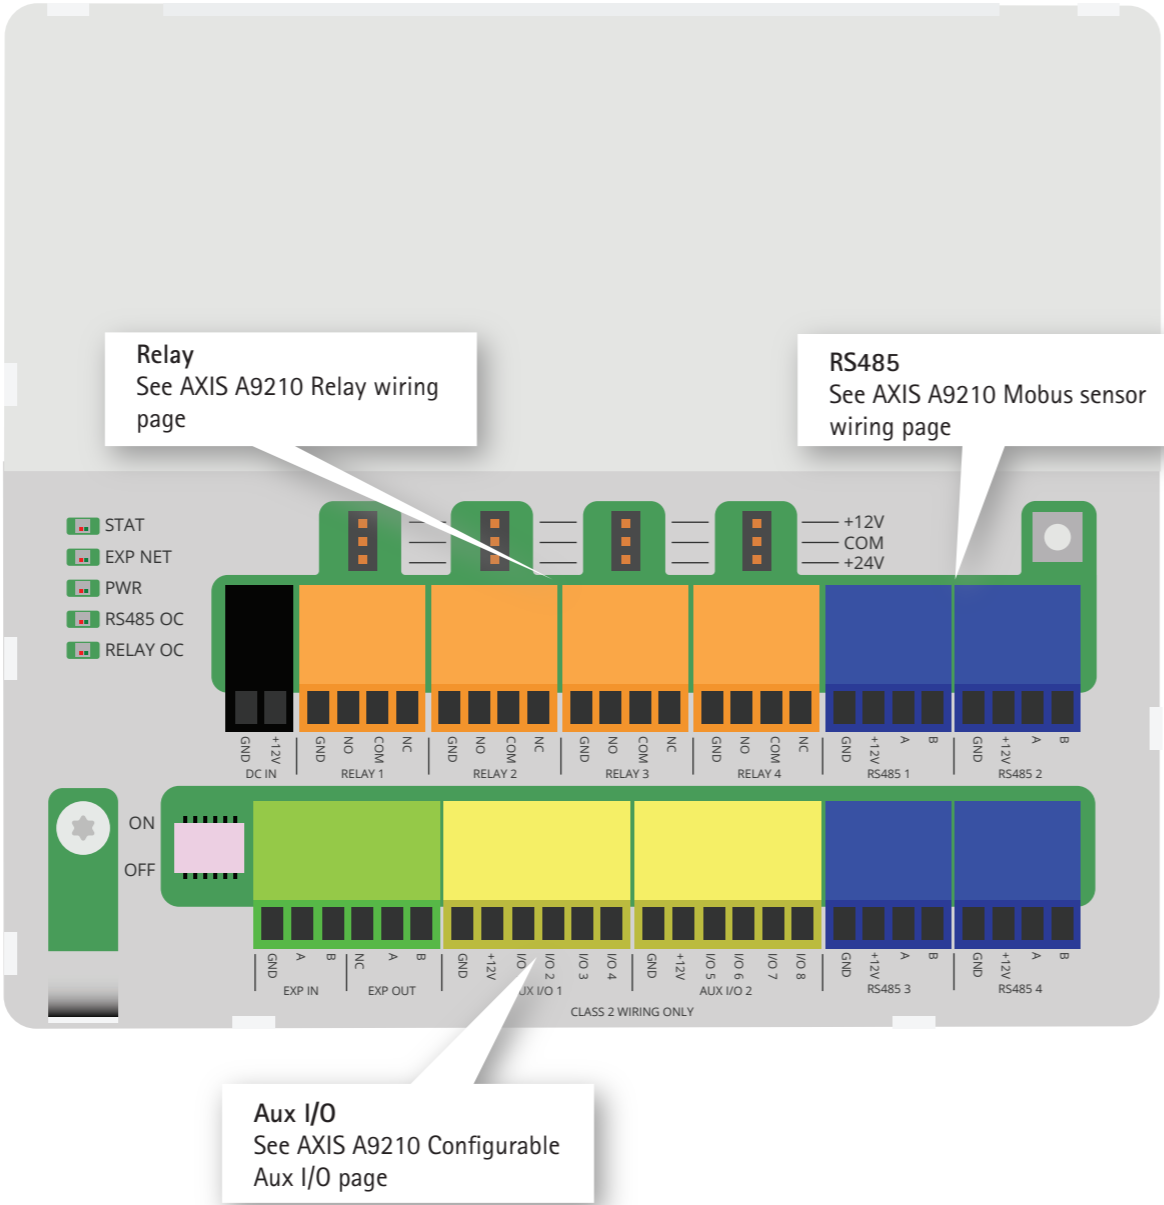 Relay
See AXIS A9210 Relay wiring
page
RS485
See AXIS A9210 Mobus sensor
wiring page
STAT
EXP NET
PWR
RS485 OC
RELAY OC
+12V
COM
+24V
GND +12V GND NO COM NC GND NO COM NC GND NO COM NC GND NO COM NC GND +12V A B GND +12V A B
DC IN RELAY 1 RELAY 2 RELAY 3 RELAY 4 RS485 1 RS485 2
ON
OFF
GND A B NC A B GND +12V I/O I/O 2 I/O 3 I/O 4 GND +12V I/O 5 I/O 6 I/O 7 I/O 8 GND +12V A B GND +12V A B
EXP IN EXP OUT UX I/O 1 AUX I/O 2 RS485 3 RS485 4
CLASS 2 WIRING ONLY
Aux I/O
See AXIS A9210 Configurable
Aux I/O page